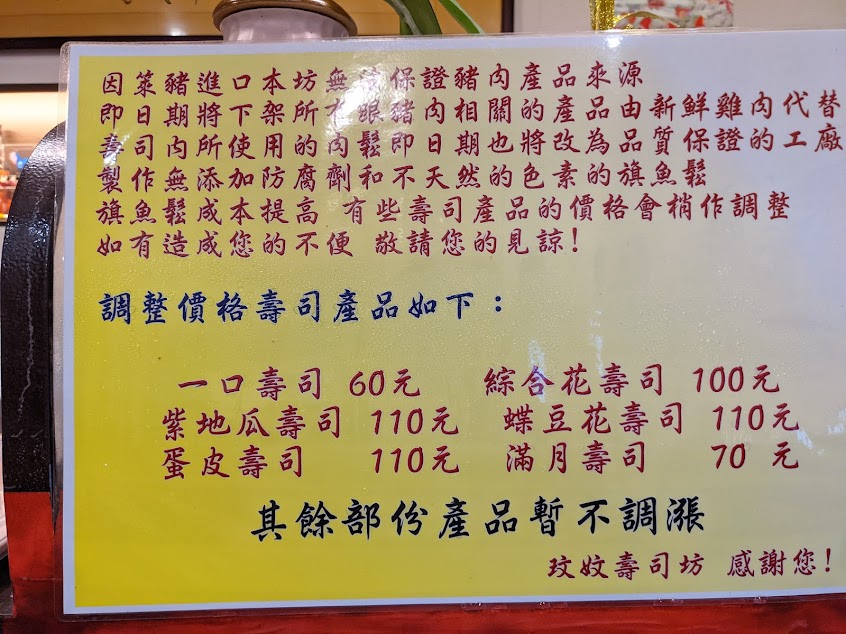 因萊豬進口本坊無法保證豬肉產品來源
即日期將下架所有跟豬肉相關的產品由新鮮雞肉代替
壽司內所使用的肉鬆即日期也將改為品質保證的工廠
製作無添加防腐劑和不天然的色素的旗魚鬆
旗魚鬆成本提高 有些壽司產品的價格會稍作調整
如有造成您的不便 敬請您的見諒!
調整價格壽司產品如下：
一口壽司 60元 綜合花壽司 100元
紫地瓜壽司 110元 蝶豆花壽司 110元
蛋皮壽司 110元 滿月壽司 70 元
其餘部份產品暫不調漲
玟妏壽司坊 感謝您!